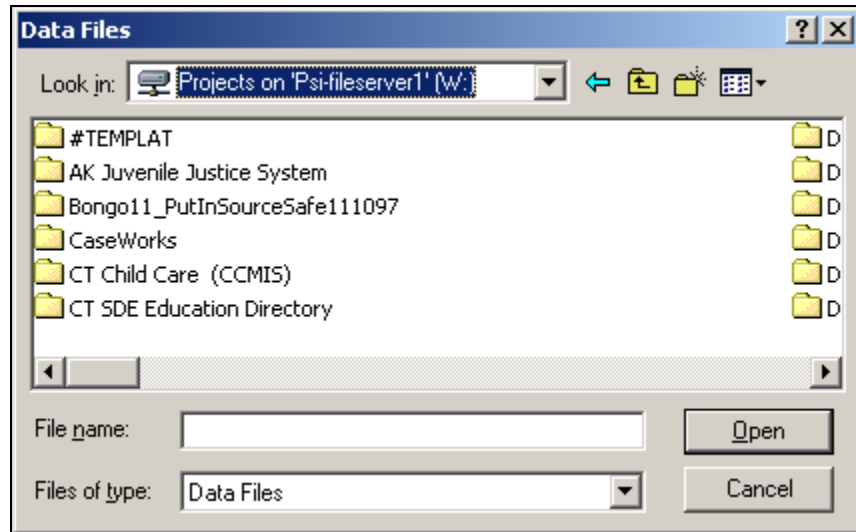 Data Files
Look in: Projects on 'Psi-fileserver1' (W:)
#TEMPLAT D
AK Juvenile Justice System D
Bongo11_PutInSourceSafe111097 D
CaseWorks D
CT Child Care (CCMIS) D
CT SDE Education Directory D
File name: Open
Files of type: Data Files Cancel